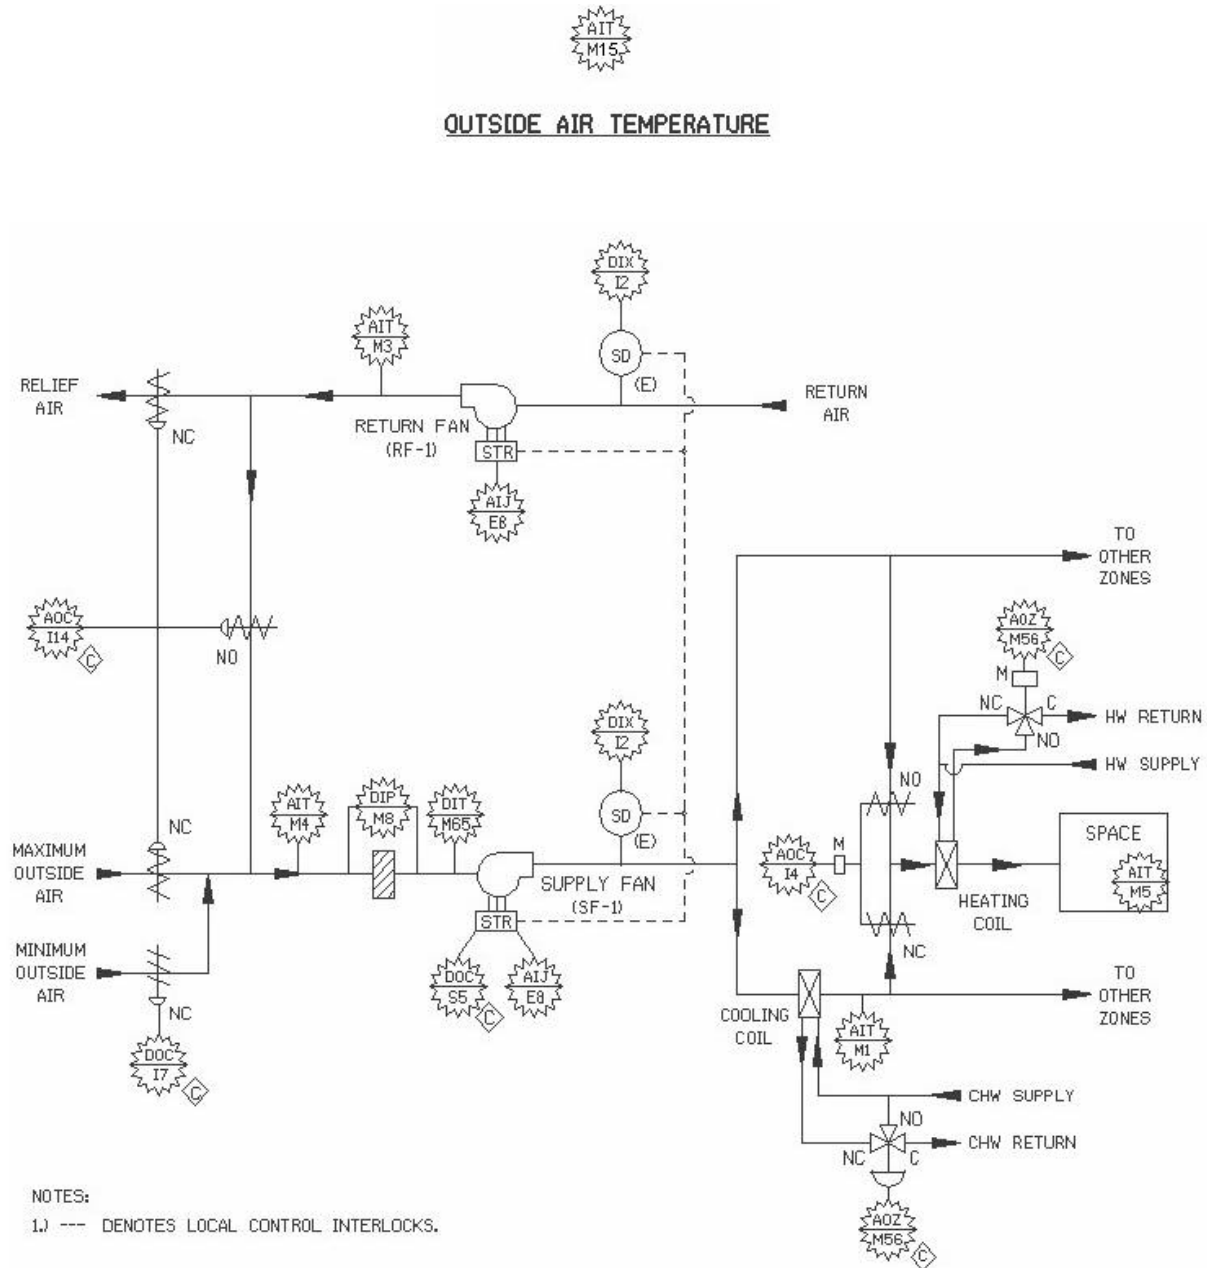 AIT
M15
OUTSIDE AIR TEMPERATURE
DIX
I2
AIT
M3
SD
(E)
RELIEF
AIR
NC
RETURN FAN
(RF-1)
STR
RETURN
AIR
AIJ
E8
TO
OTHER
ZONES
AOC
I14
C
NO
AOZ
M56
C
M
NC
C
HW RETURN
NO
HW SUPPLY
DIX
I2
AIT
M4
DIP
M8
DIT
M65
SD
(E)
NO
NC
MAXIMUM
OUTSIDE
AIR
SUPPLY FAN
(SF-1)
STR
AOC
I4
C
M
HEATING
COIL
SPACE
AIT
M5
NC
MINIMUM
OUTSIDE
AIR
NC
DOC
S5
C
AIJ
E8
COOLING
COIL
AIT
M1
TO
OTHER
ZONES
DOC
I7
C
CHW SUPPLY
NO
CHW RETURN
NC
C
AOZ
M56
C
NOTES:
1.) --- DENOTES LOCAL CONTROL INTERLOCKS.